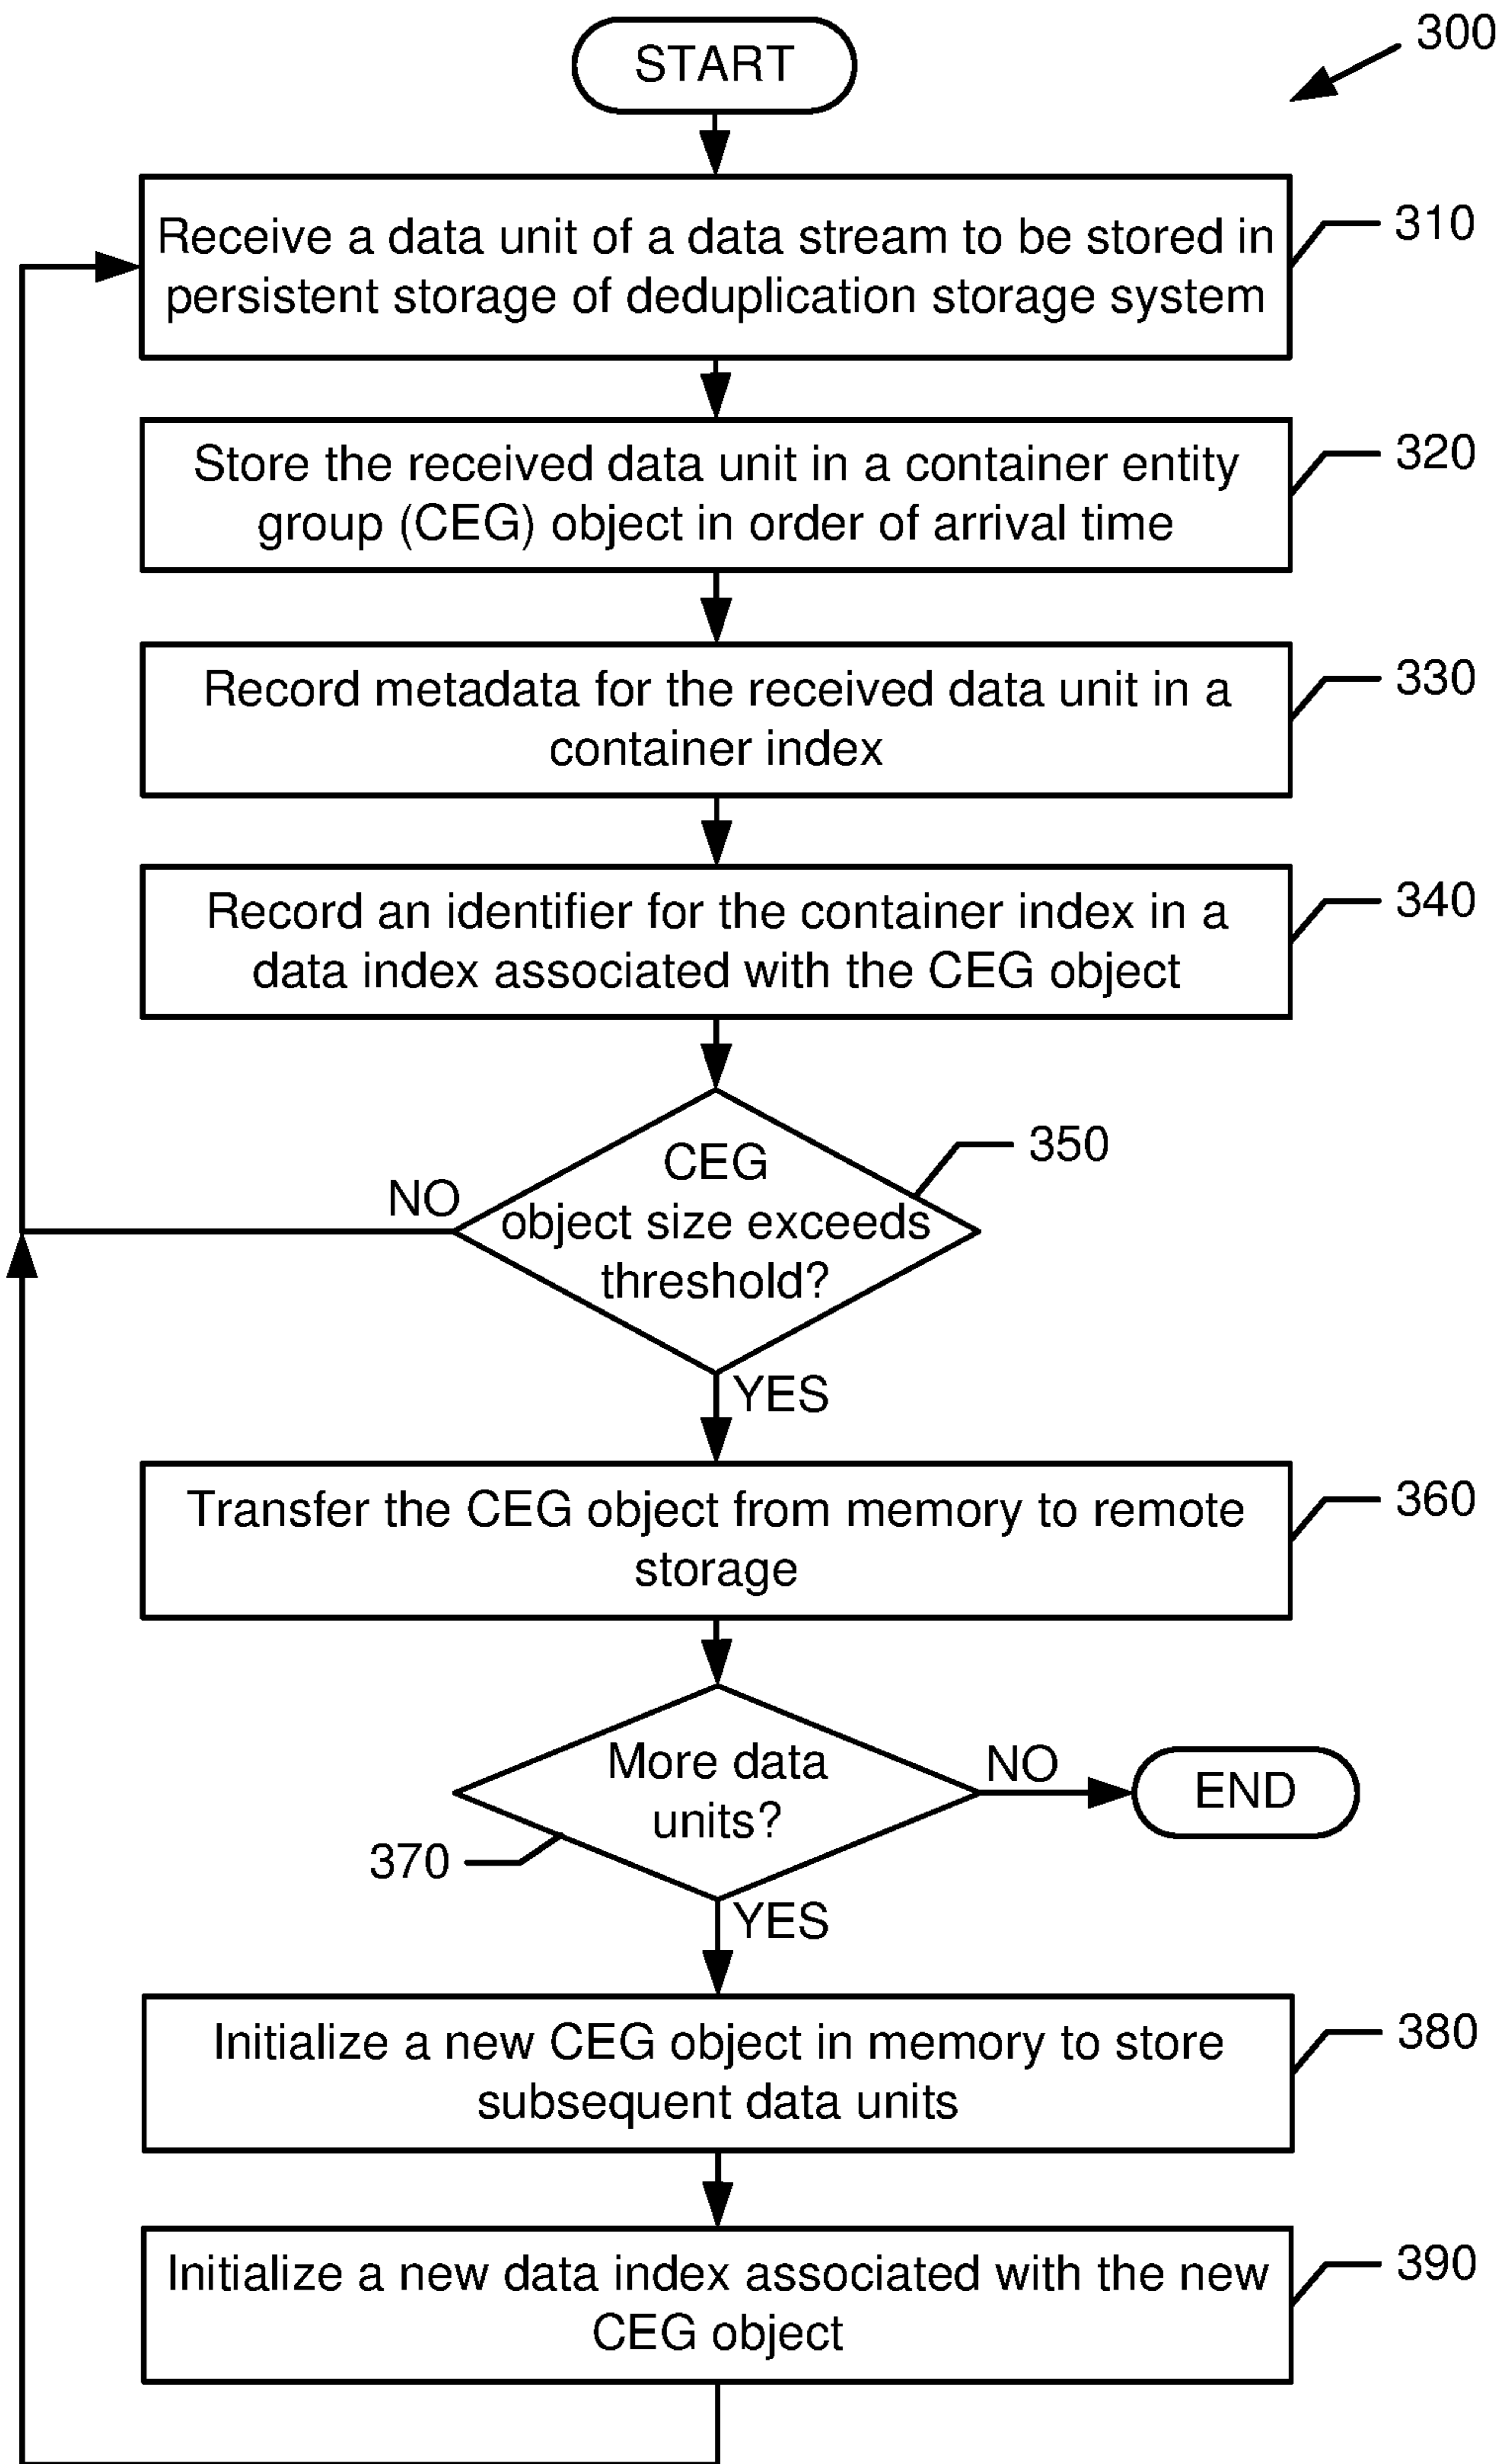 START
300
Receive a data unit of a data stream to be stored in
persistent storage of deduplication storage system
310
Store the received data unit in a container entity
group (CEG) object in order of arrival time
320
Record metadata for the received data unit in a
container index
330
Record an identifier for the container index in a
data index associated with the CEG object
340
CEG
object size exceeds
threshold?
350
NO
YES
Transfer the CEG object from memory to remote
storage
360
More data
units?
370
NO
END
YES
Initialize a new CEG object in memory to store
subsequent data units
380
Initialize a new data index associated with the new
CEG object
390